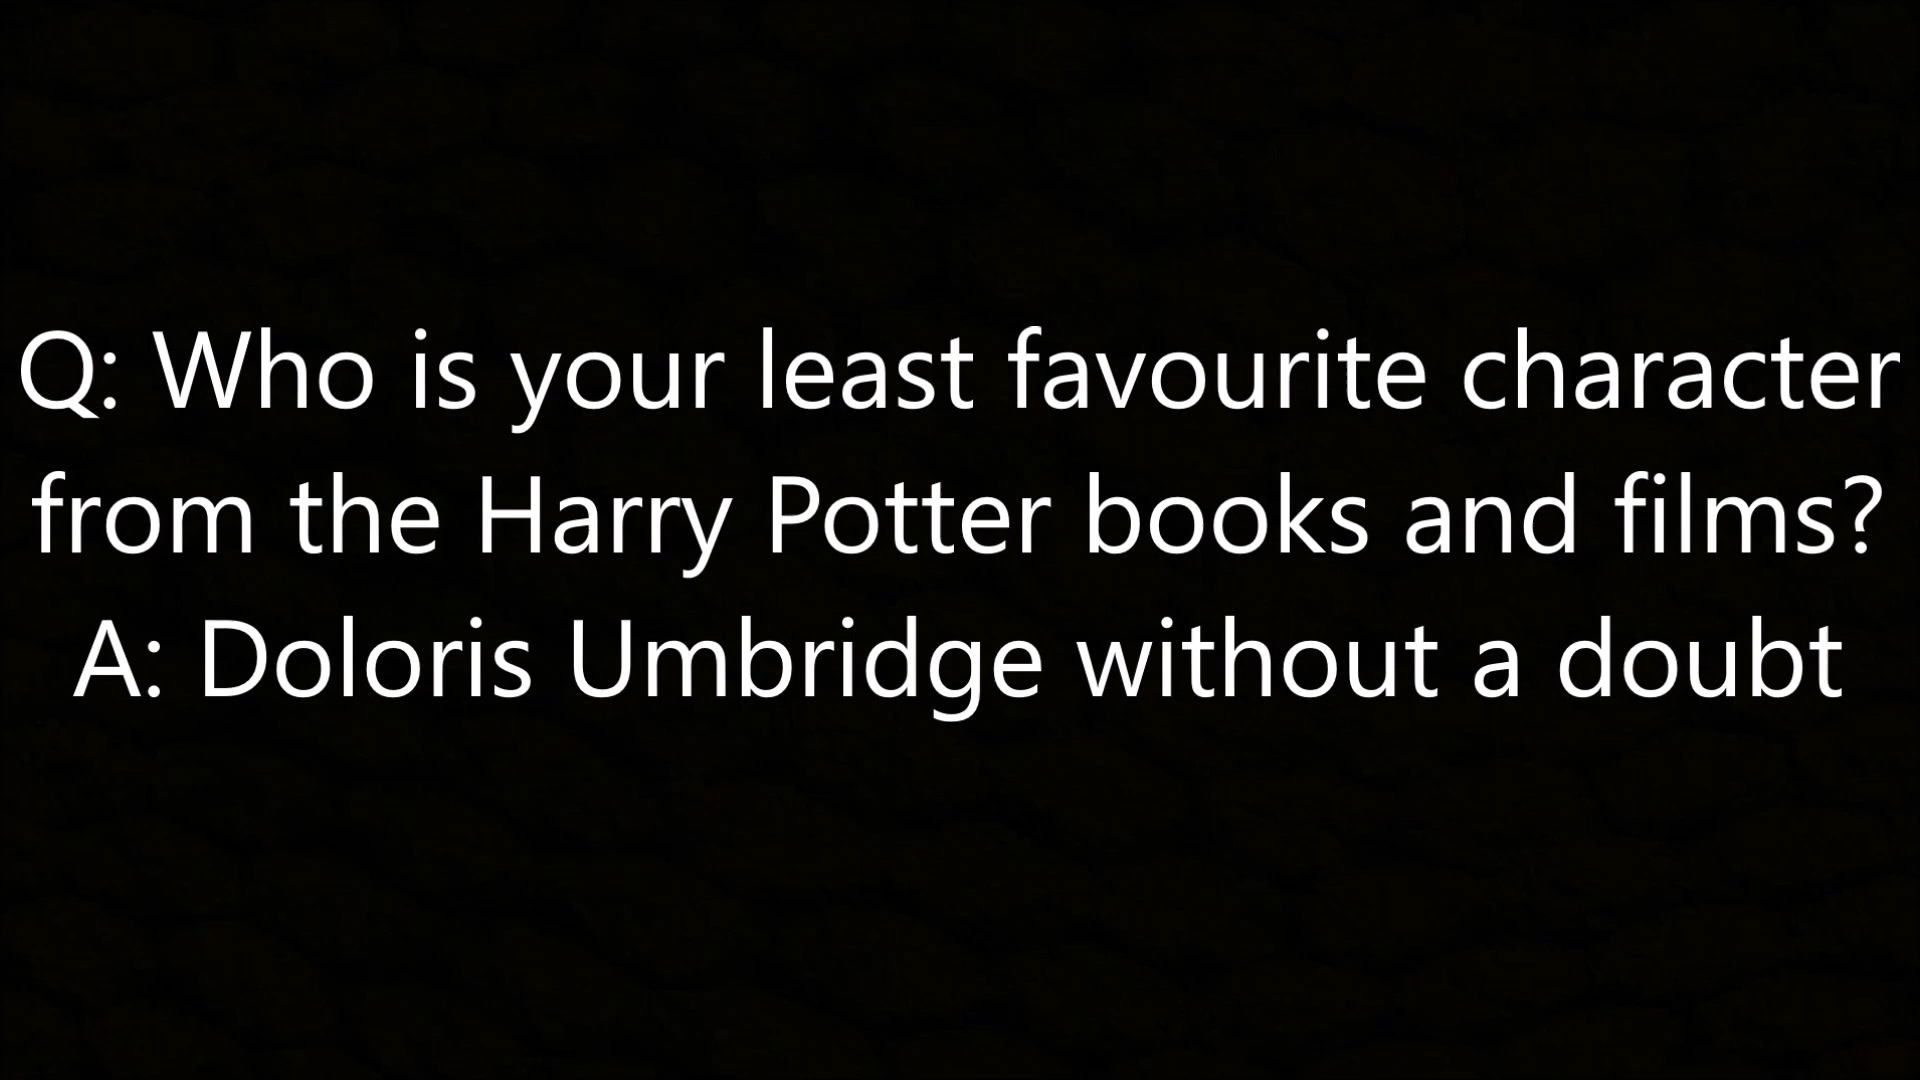 Q: Who is your least favourite character
from the Harry Potter books and films?
A: Doloris Umbridge without a doubt